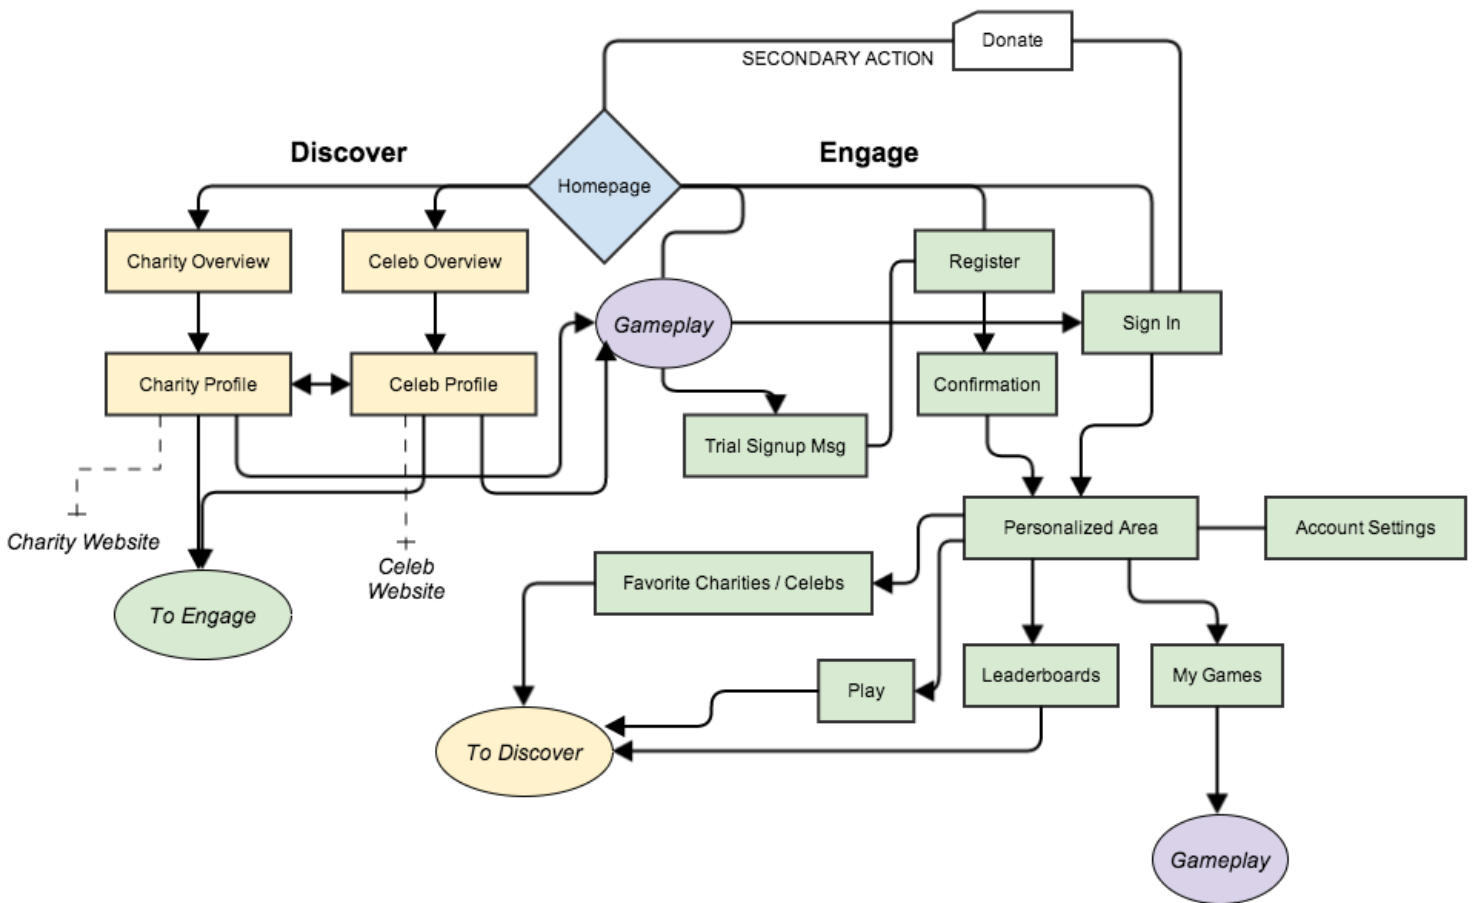 Donate
SECONDARY ACTION
Discover
Engage
Homepage
Charity Overview
Celeb Overview
Register
Gameplay
Sign In
Charity Profile
Celeb Profile
Confirmation
Trial Signup Msg
Charity Website
Celeb
Website
Personalized Area
Account Settings
To Engage
Favorite Charities / Celebs
Play
Leaderboards
My Games
To Discover
Gameplay